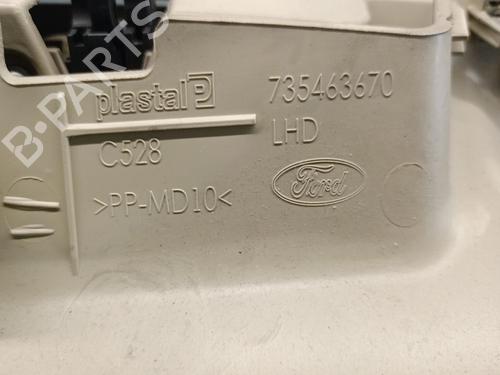 plastal P
735463670
C528
LHD
>PP-MD10<
Ford
B-PARTS